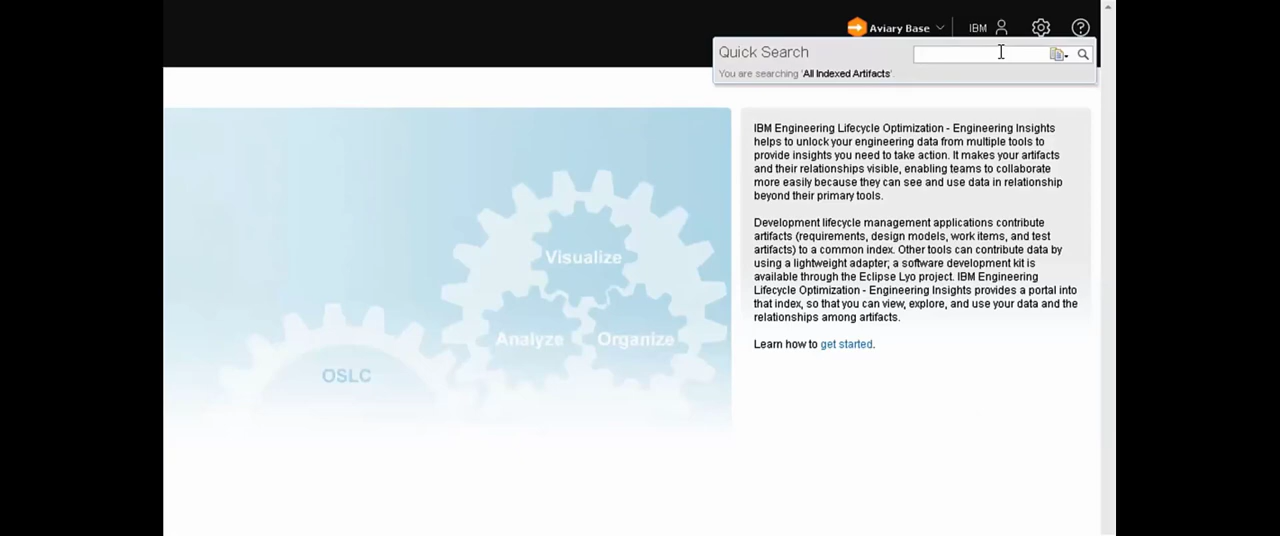 Aviary Base
IBM
Quick Search
You are searching 'All Indexed Artifacts'.
IBM Engineering Lifecycle Optimization - Engineering Insights
helps to unlock your engineering data from multiple tools to
provide insights you need to take action. It makes your artifacts
and their relationships visible, enabling teams to collaborate
more easily because they can see and use data in relationship
beyond their primary tools.
Development lifecycle management applications contribute
artifacts (requirements, design models, work items, and test
artifacts) to a common index. Other tools can contribute data by
using a lightweight adapter; a software development kit is
available through the Eclipse Lyo project. IBM Engineering
Lifecycle Optimization - Engineering Insights provides a portal into
that index, so that you can view, explore, and use your data and the
relationships among artifacts.
Learn how to get started.
Visualize
Analyze
Organize
OSLC